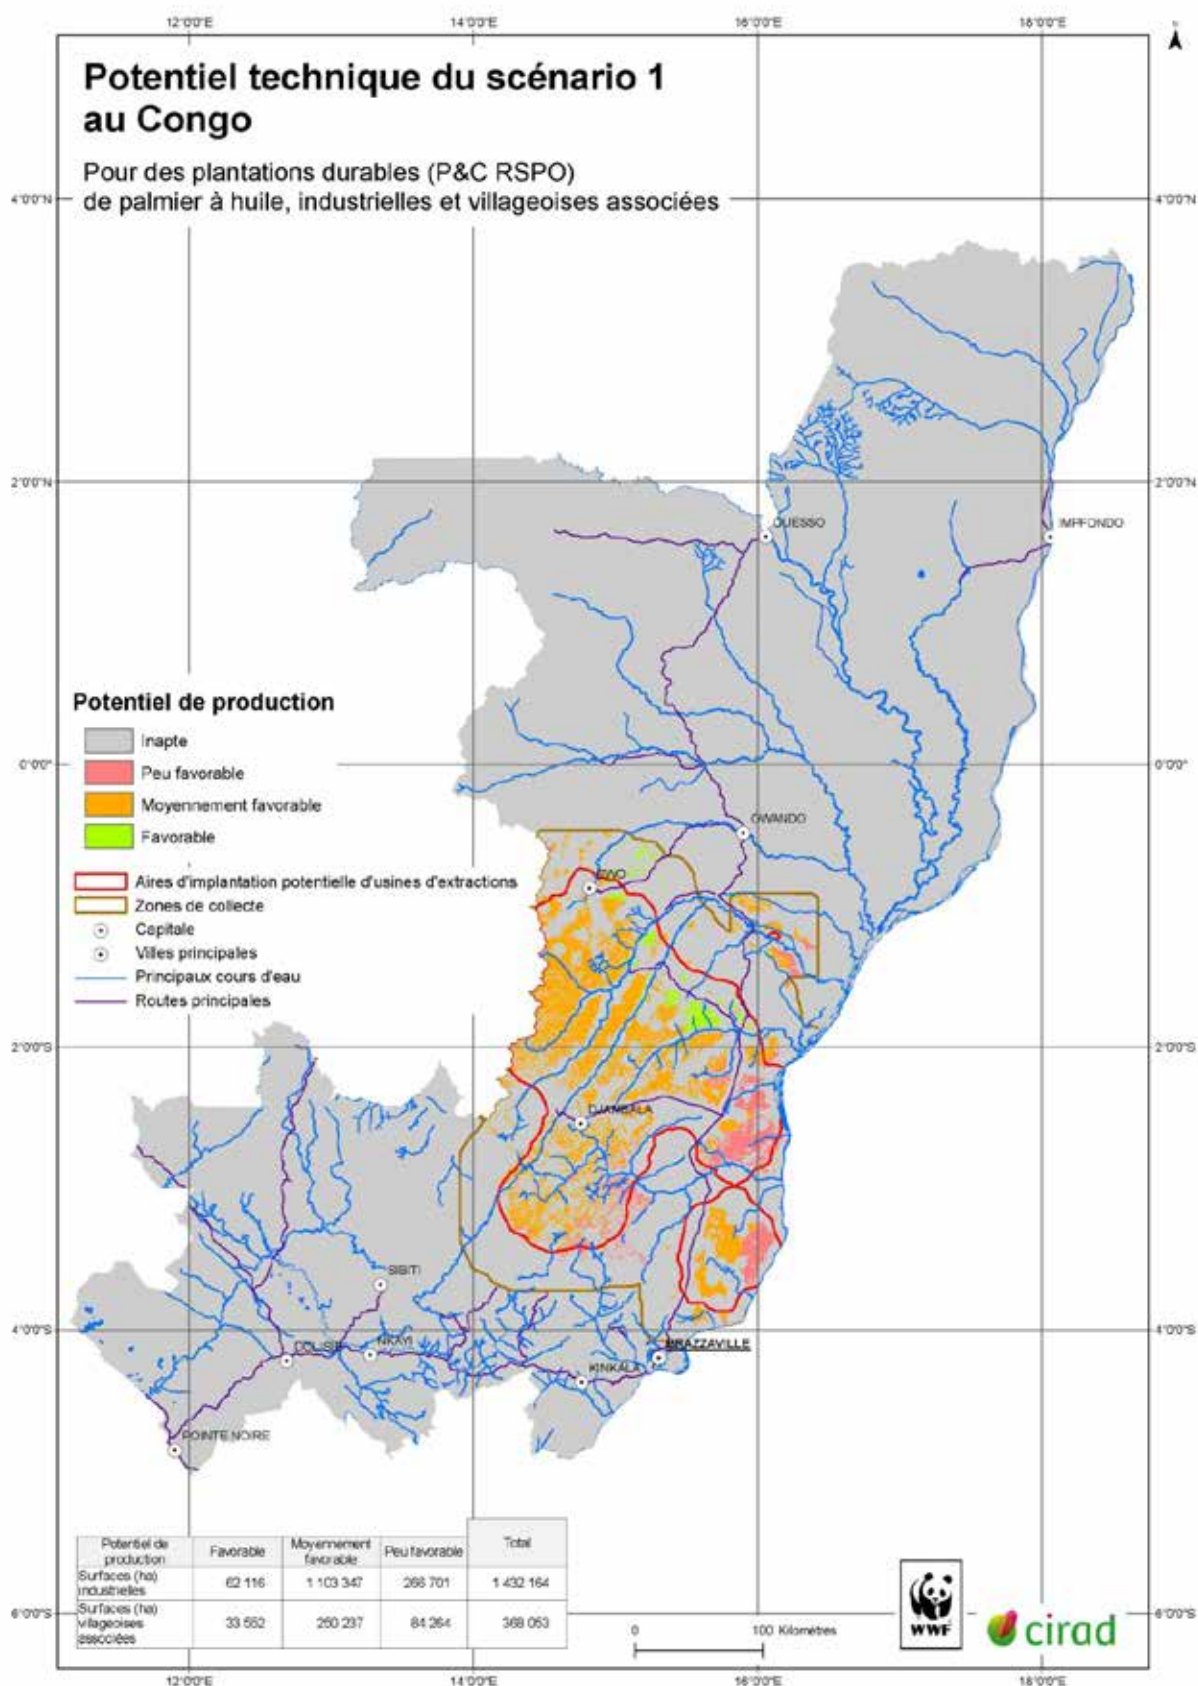 12°0'0"E 14°0'0"E 16°0'0"E 18°0'0"E
N
Potentiel technique du scénario 1
au Congo
Pour des plantations durables (P&C RSPO)
de palmier à huile, industrielles et villageoises associées
4°0'0"N 4°0'0"N
2°0'0"N 2°0'0"N
OUESSO
IMPFONDO
Potentiel de production
Inapte
Peu favorable
Moyennement favorable
Favorable
0°0'0" 0°0'0"
OWANDO
EWO
Aires d'implantation potentielle d'usines d'extractions
Zones de collecte
Capitale
Villes principales
Principaux cours d'eau
Routes principales
2°0'0"S 2°0'0"S
DJAMBALA
SIBITI
4°0'0"S 4°0'0"S
DOLISIE
NKAYI
BRAZZAVILLE
KINKALA
POINTE NOIRE
Potentiel de production Favorable Moyennement favorable Peu favorable Total
Surfaces (ha) industrielles 62 116 1 103 347 266 701 1 432 164
Surfaces (ha) villageoises associées 33 552 250 237 84 264 368 053
6°0'0"S 6°0'0"S
0 100 Kilomètres
WWF
cirad
12°0'0"E 14°0'0"E 16°0'0"E 18°0'0"E